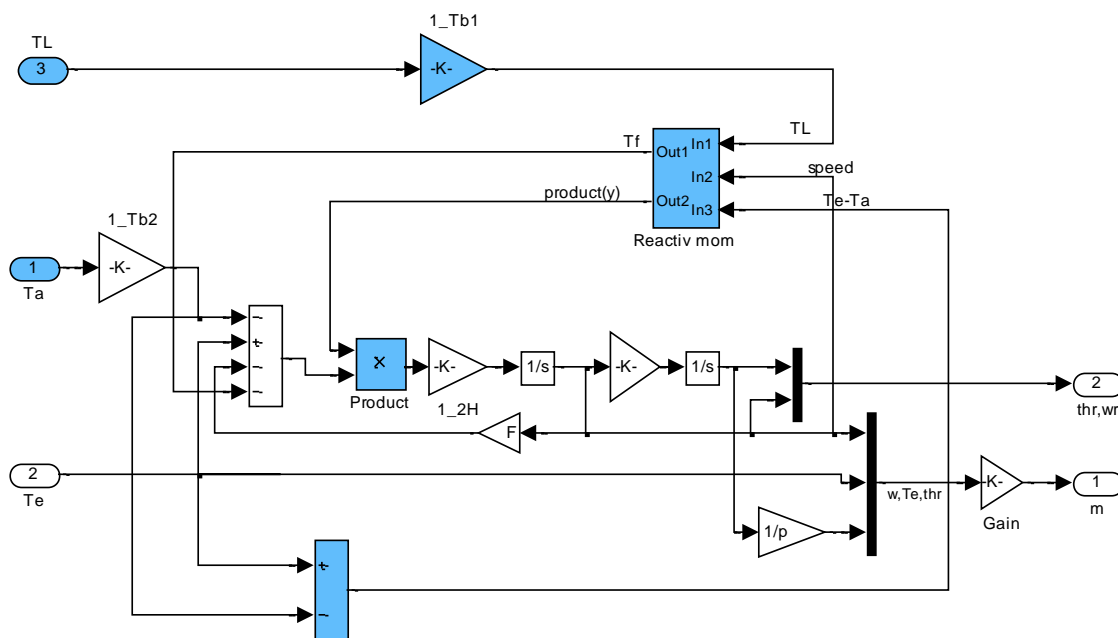 1_Tb1
TL
3
-K-
TL
Tf
Out1
In1
speed
In2
product(y)
Out2
In3
Te-Ta
1_Tb2
Reactiv mom
1
-K-
Ta
−
+
−
−
x
Product
-K-
1/s
-K-
1/s
2
thr,wr
1_2H
F
2
Te
w,Te,thr
-K-
Gain
1
m
1/p
+
−